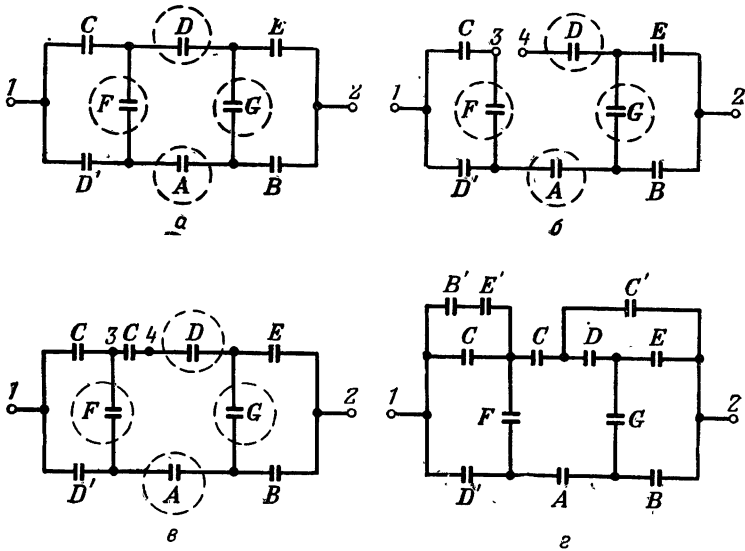 C D E
1 F G 2
D' A B
а
C 3 4 D E
1 F G 2
D' A B
б
C 3 C 4 D E
1 F G 2
D' A B
в
B' E' C'
C C D E
1 F G 2
D' A B
г